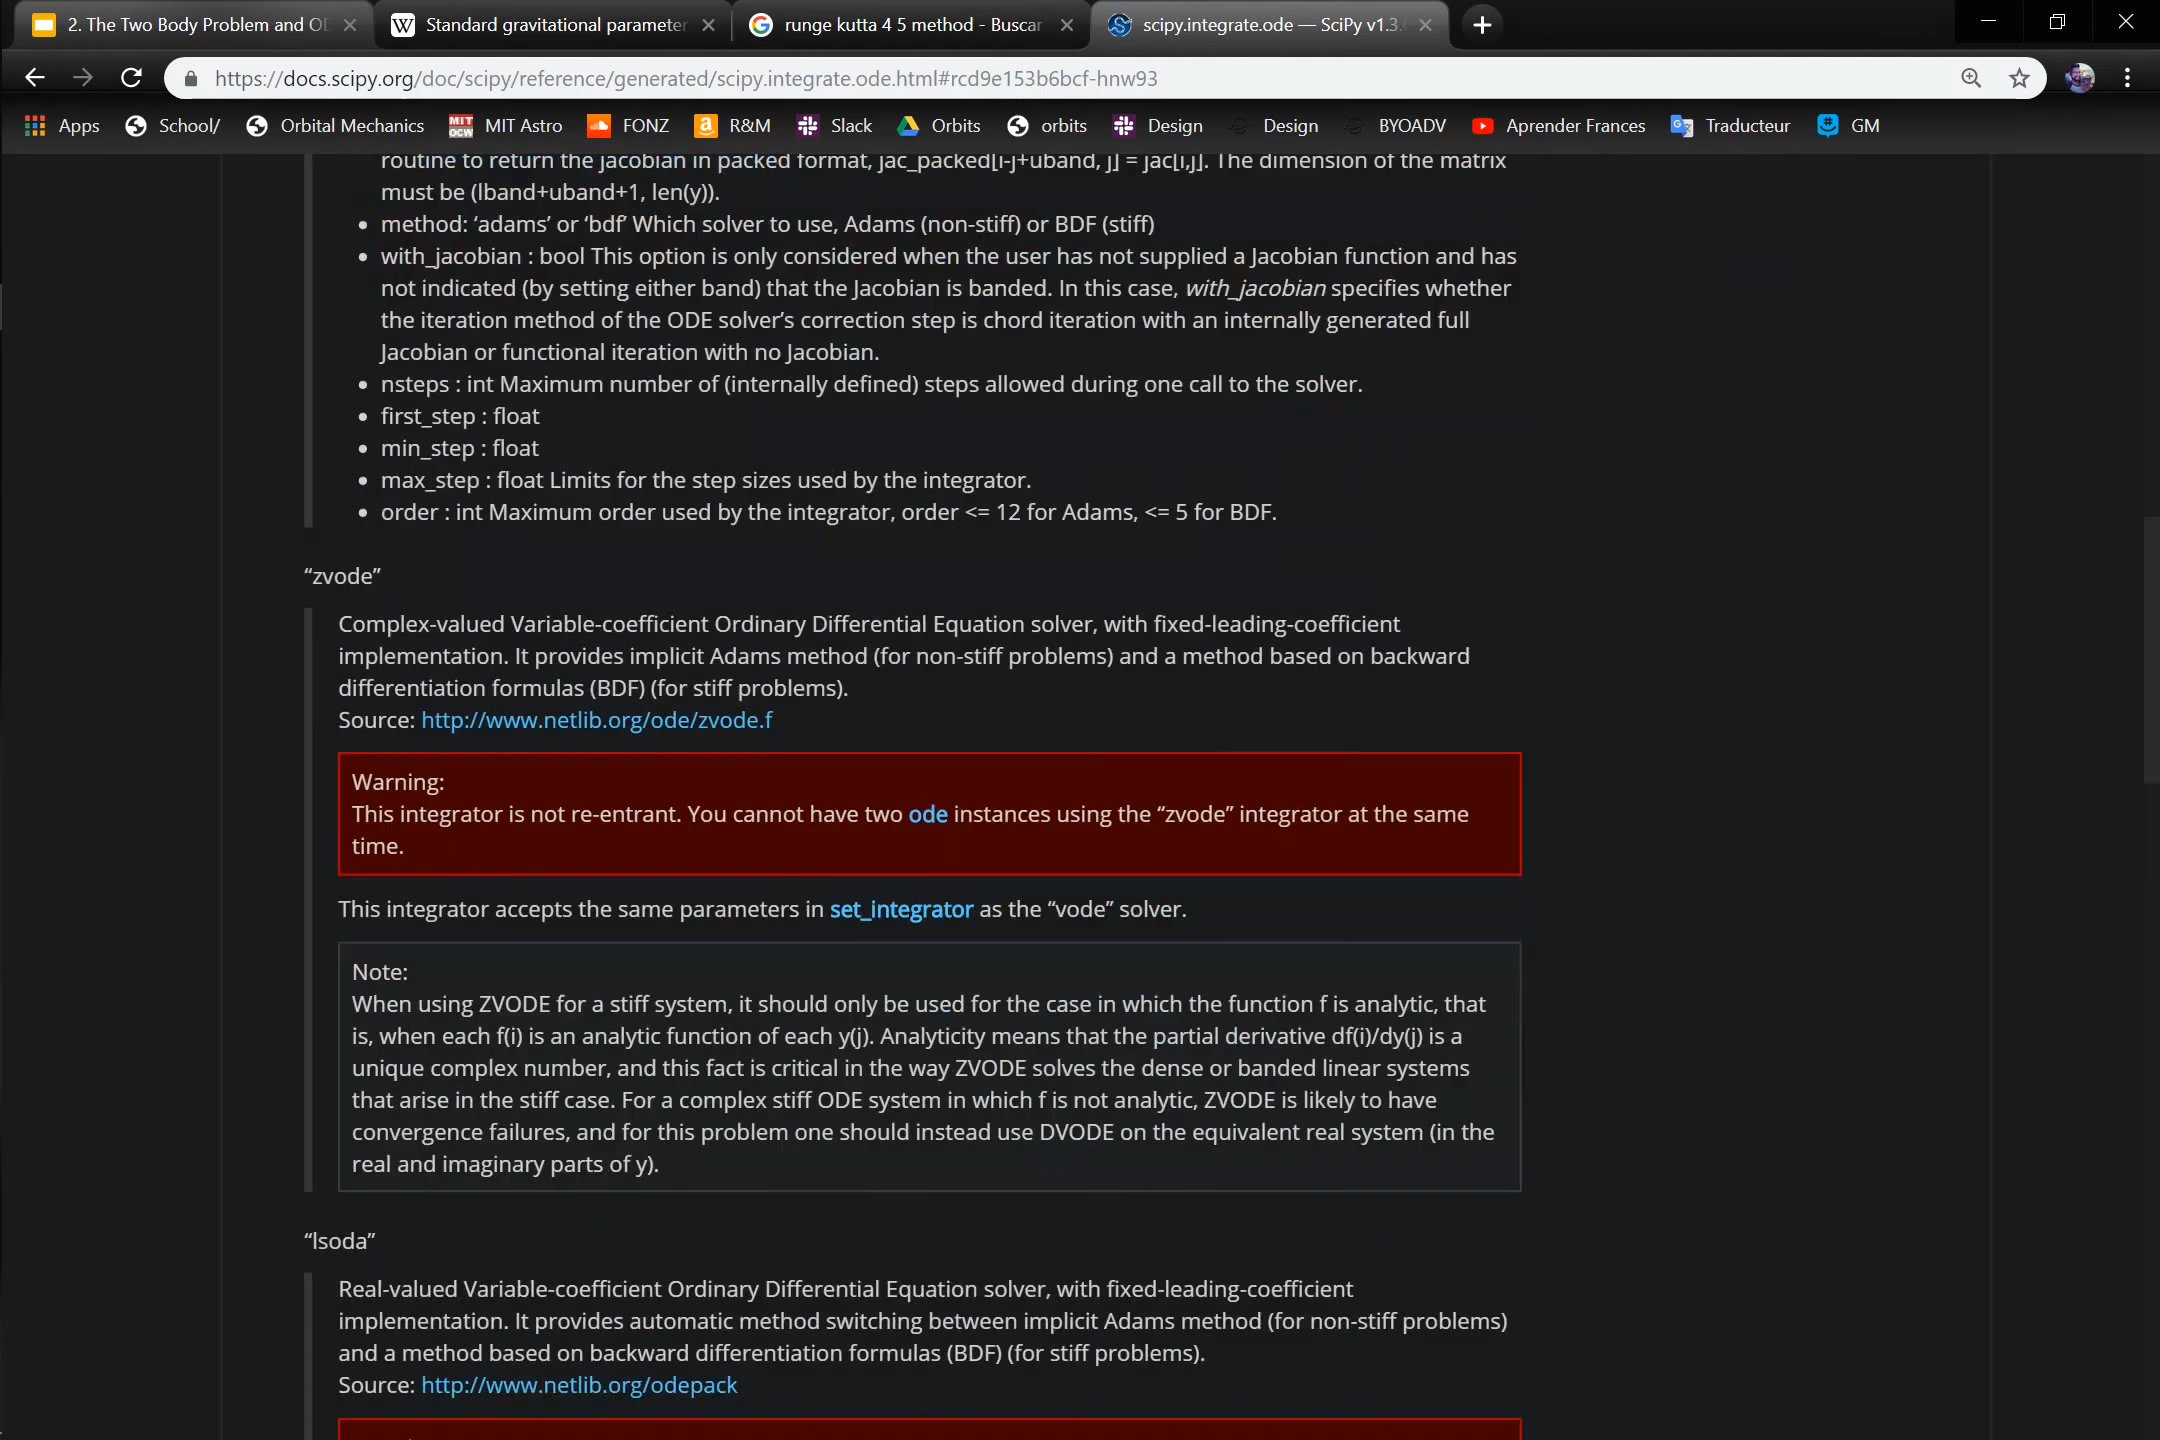 2. The Two Body Problem and OD
Standard gravitational parameter
runge kutta 4 5 method - Buscar
scipy.integrate.ode — SciPy v1.3.
https://docs.scipy.org/doc/scipy/reference/generated/scipy.integrate.ode.html#rcd9e153b6bcf-hnw93
Apps School/ Orbital Mechanics MIT OCW MIT Astro FONZ R&M Slack Orbits orbits Design Design BYOADV Aprender Frances Traducteur GM
routine to return the jacobian in packed format, jac_packed[i-j+uband, j] = jac[i,j]. The dimension of the matrix
must be (lband+uband+1, len(y)).
• method: ‘adams’ or ‘bdf’ Which solver to use, Adams (non-stiff) or BDF (stiff)
• with_jacobian : bool This option is only considered when the user has not supplied a Jacobian function and has
not indicated (by setting either band) that the Jacobian is banded. In this case, with_jacobian specifies whether
the iteration method of the ODE solver’s correction step is chord iteration with an internally generated full
Jacobian or functional iteration with no Jacobian.
• nsteps : int Maximum number of (internally defined) steps allowed during one call to the solver.
• first_step : float
• min_step : float
• max_step : float Limits for the step sizes used by the integrator.
• order : int Maximum order used by the integrator, order <= 12 for Adams, <= 5 for BDF.
“zvode”
Complex-valued Variable-coefficient Ordinary Differential Equation solver, with fixed-leading-coefficient
implementation. It provides implicit Adams method (for non-stiff problems) and a method based on backward
differentiation formulas (BDF) (for stiff problems).
Source: http://www.netlib.org/ode/zvode.f
Warning:
This integrator is not re-entrant. You cannot have two ode instances using the “zvode” integrator at the same
time.
This integrator accepts the same parameters in set_integrator as the “vode” solver.
Note:
When using ZVODE for a stiff system, it should only be used for the case in which the function f is analytic, that
is, when each f(i) is an analytic function of each y(j). Analyticity means that the partial derivative df(i)/dy(j) is a
unique complex number, and this fact is critical in the way ZVODE solves the dense or banded linear systems
that arise in the stiff case. For a complex stiff ODE system in which f is not analytic, ZVODE is likely to have
convergence failures, and for this problem one should instead use DVODE on the equivalent real system (in the
real and imaginary parts of y).
“lsoda”
Real-valued Variable-coefficient Ordinary Differential Equation solver, with fixed-leading-coefficient
implementation. It provides automatic method switching between implicit Adams method (for non-stiff problems)
and a method based on backward differentiation formulas (BDF) (for stiff problems).
Source: http://www.netlib.org/odepack